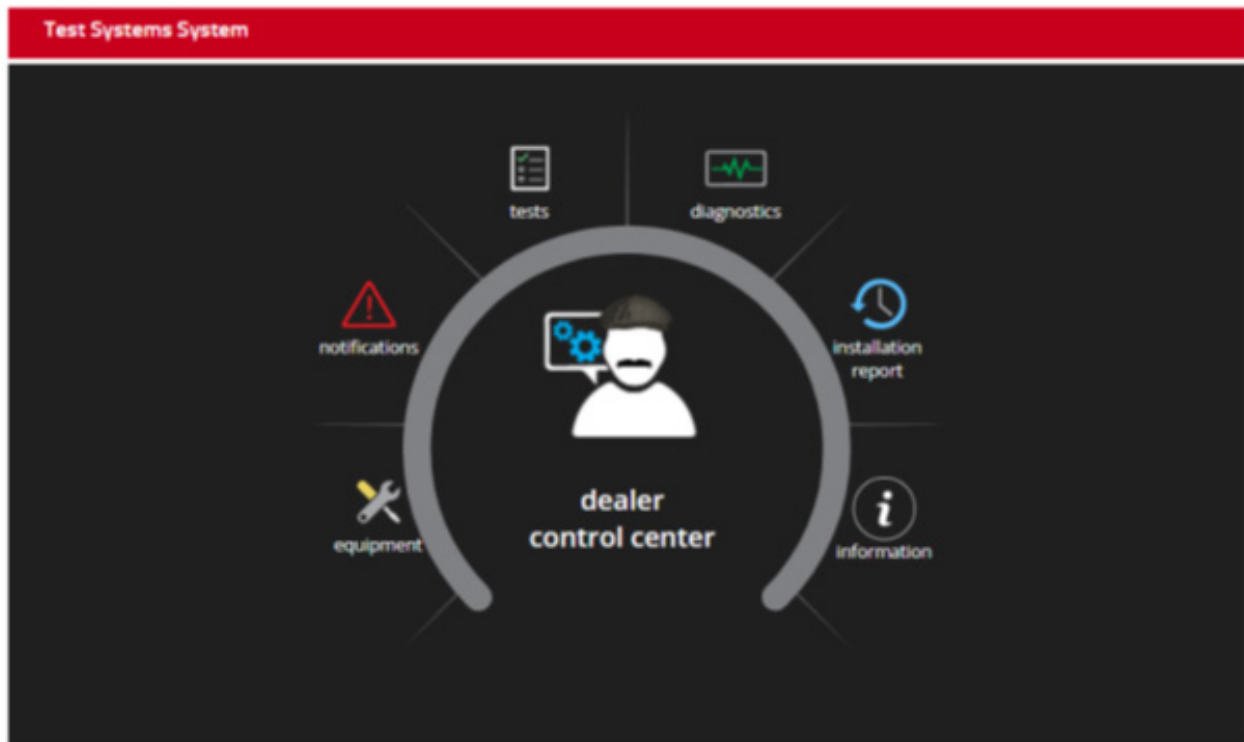 Test Systems System
tests
diagnostics
notifications
installation
report
dealer
control center
equipment
information